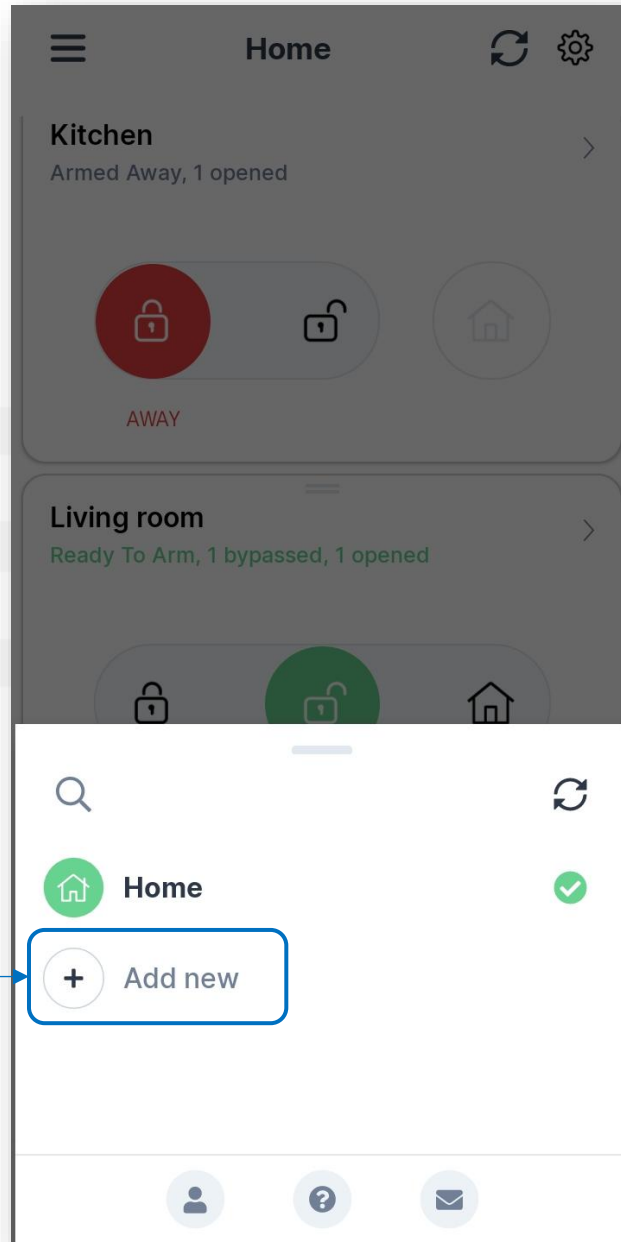 Home
Kitchen
Armed Away, 1 opened
AWAY
Living room
Ready To Arm, 1 bypassed, 1 opened
Home
Add new